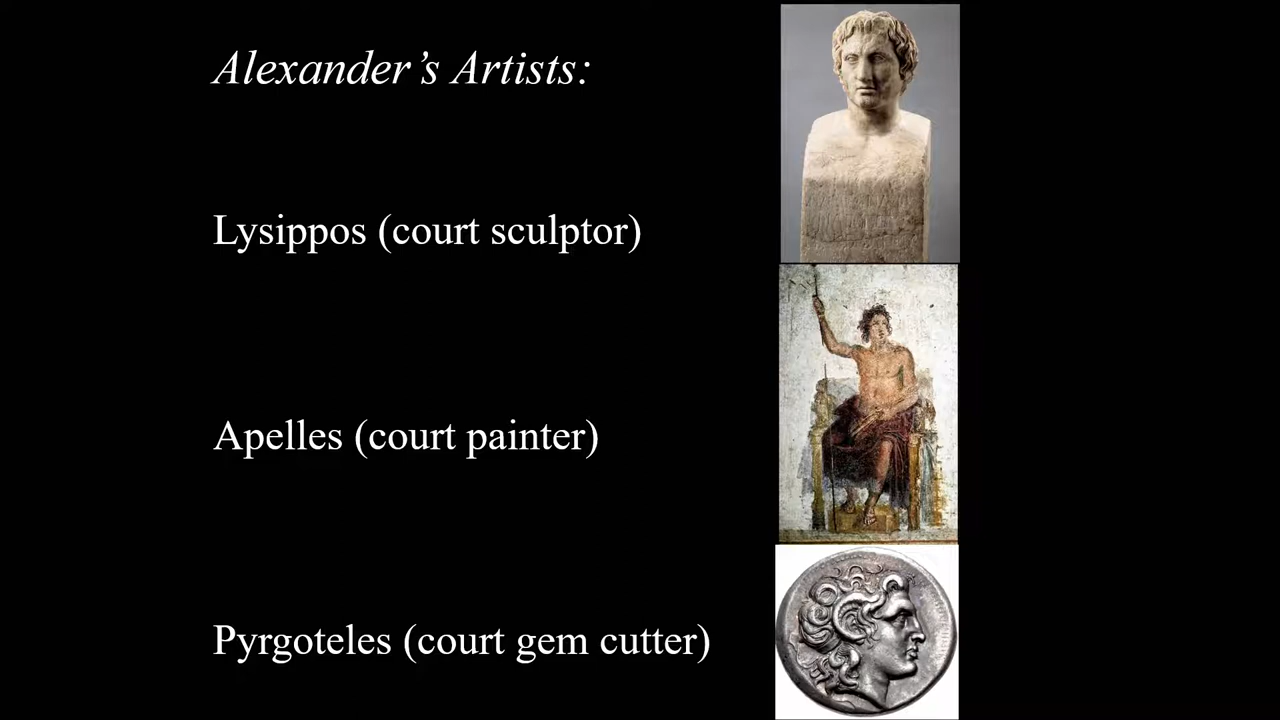 Alexander's Artists:
Lysippos (court sculptor)
Apelles (court painter)
Pyrgoteles (court gem cutter)